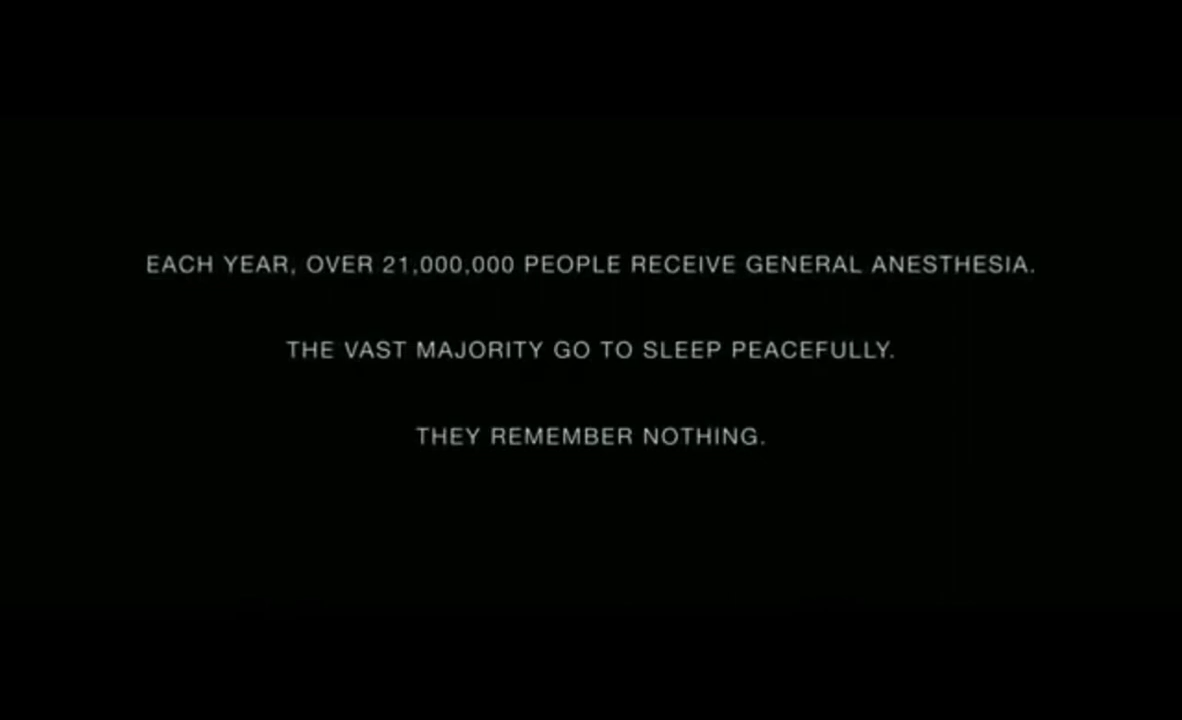 EACH YEAR, OVER 21,000,000 PEOPLE RECEIVE GENERAL ANESTHESIA.
THE VAST MAJORITY GO TO SLEEP PEACEFULLY.
THEY REMEMBER NOTHING.